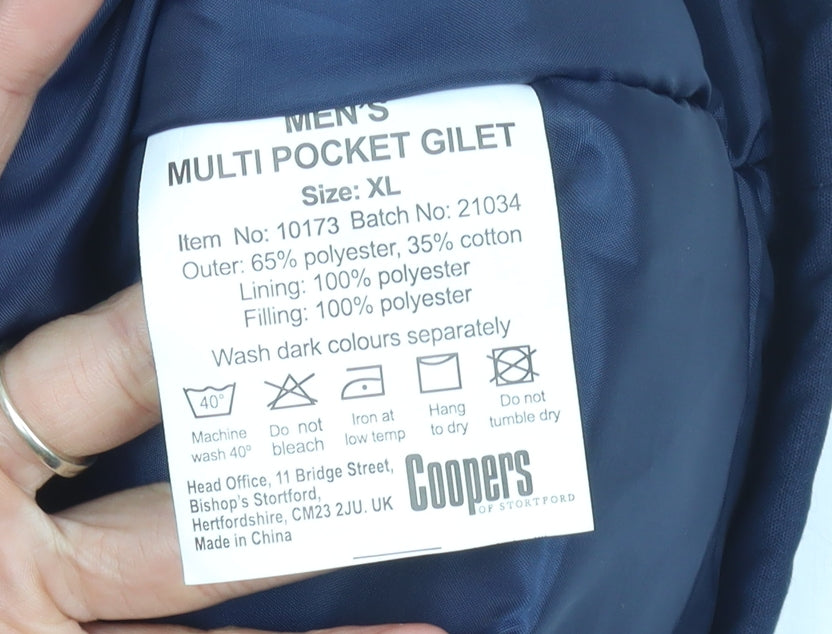 MEN'S
MULTI POCKET GILET
Size: XL
Item No: 10173 Batch No: 21034
Outer: 65% polyester, 35% cotton
Lining: 100% polyester
Filling: 100% polyester
Wash dark colours separately
40°
Machine
wash 40°
Do not
bleach
Iron at
low temp
Hang
to dry
Do not
tumble dry
Head Office, 11 Bridge Street,
Bishop's Stortford,
Hertfordshire, CM23 2JU. UK
Made in China
Coopers
OF STORTFORD